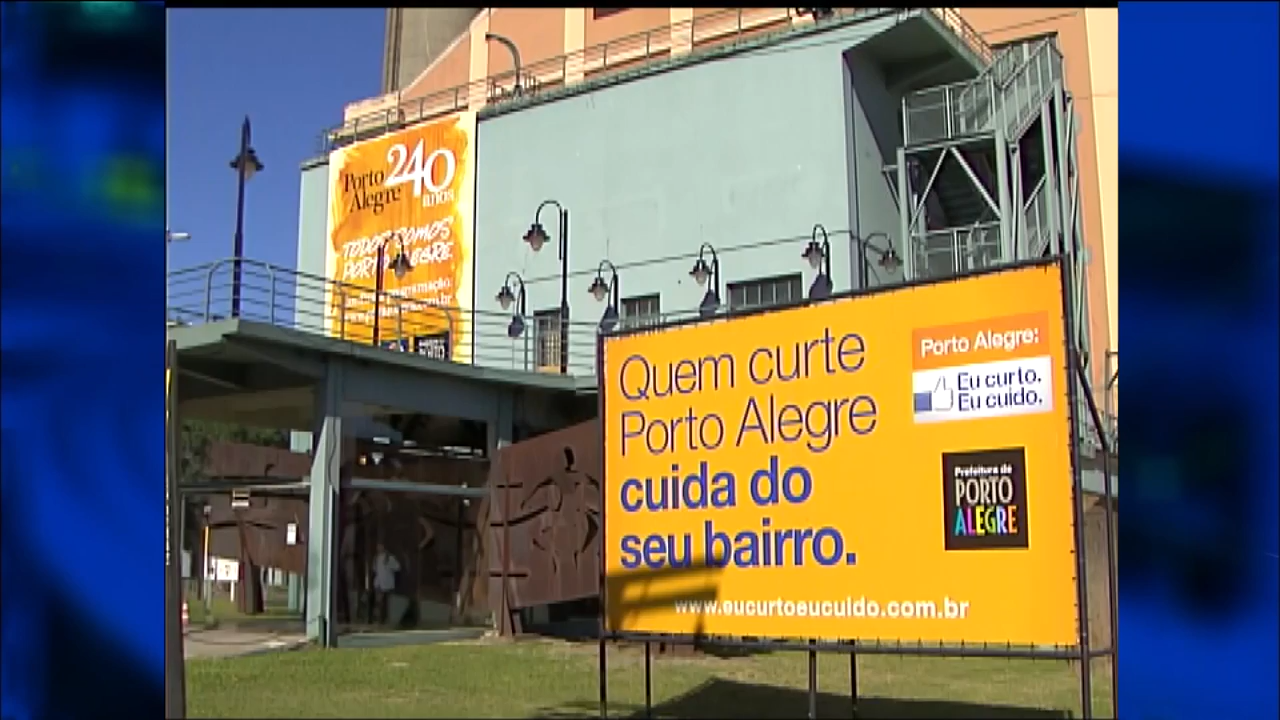 Porto
Alegre
240
anos
TODOS SOMOS
PORTO ALEGRE
Quem curte
Porto Alegre
cuida do
seu bairro.
www.eucurtoeucuido.com.br
Porto Alegre:
Eu curto.
Eu cuido.
Prefeitura de
PORTO
ALEGRE